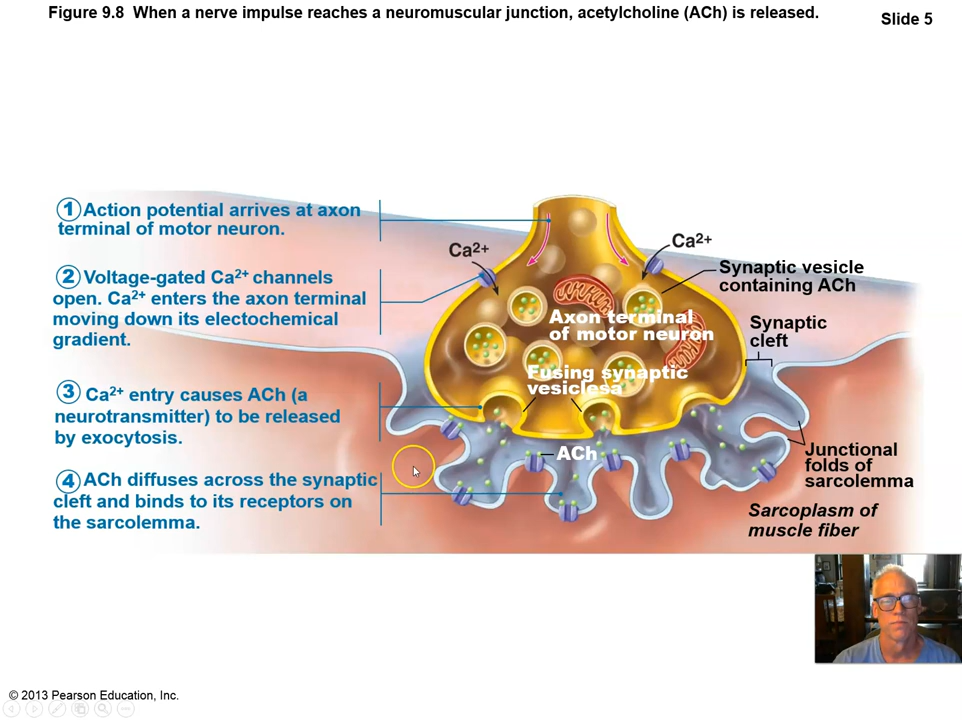 Figure 9.8 When a nerve impulse reaches a neuromuscular junction, acetylcholine (ACh) is released.
Slide 5
1 Action potential arrives at axon
terminal of motor neuron.
2 Voltage-gated Ca2+ channels
open. Ca2+ enters the axon terminal
moving down its electochemical
gradient.
3 Ca2+ entry causes ACh (a
neurotransmitter) to be released
by exocytosis.
4 ACh diffuses across the synaptic
cleft and binds to its receptors on
the sarcolemma.
Ca2+
Ca2+
Synaptic vesicle
containing ACh
Axon terminal
of motor neuron
Synaptic
cleft
Fusing synaptic
vesiclesa
ACh
Junctional
folds of
sarcolemma
Sarcoplasm of
muscle fiber
© 2013 Pearson Education, Inc.